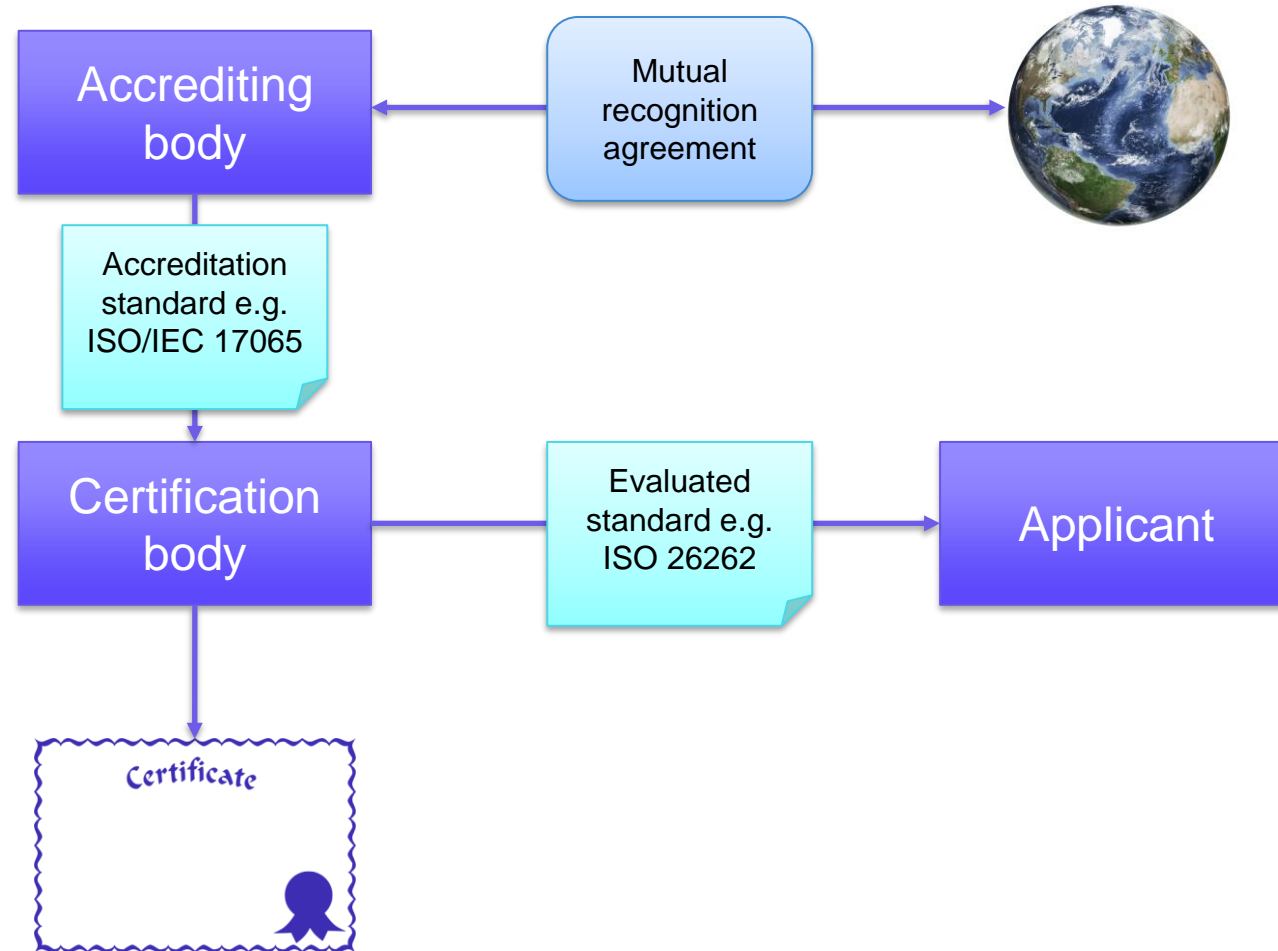 Accrediting
body
Mutual
recognition
agreement
Accreditation
standard e.g.
ISO/IEC 17065
Certification
body
Evaluated
standard e.g.
ISO 26262
Applicant
Certificate